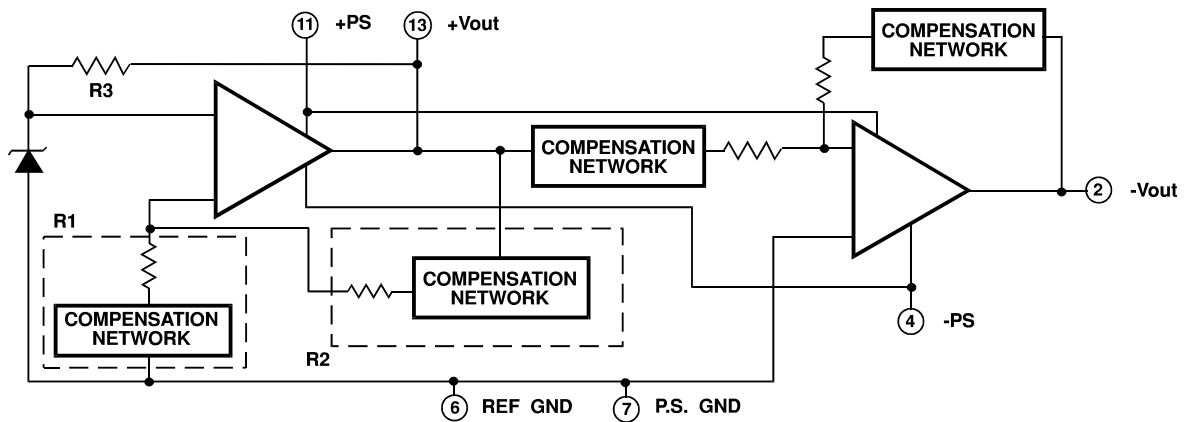 11 +PS 13 +Vout
COMPENSATION
NETWORK
R3
COMPENSATION
NETWORK
2 -Vout
R1
COMPENSATION
NETWORK
COMPENSATION
NETWORK
4 -PS
R2
6 REF GND 7 P.S. GND